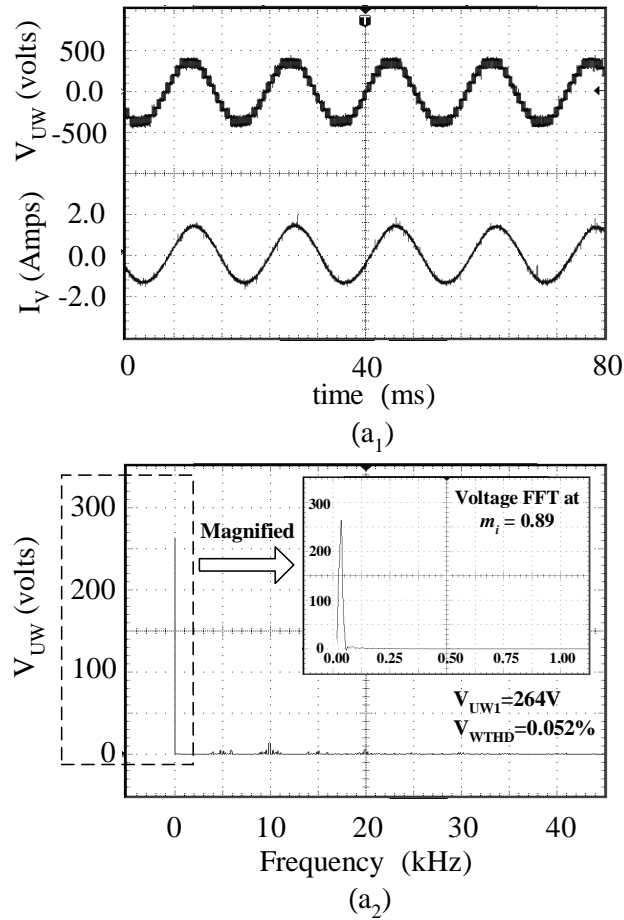 T
V_UW (volts)
500
0.0
-500
I_V (Amps)
2.0
0.0
-2.0
0
40
80
time (ms)
(a_1)
V_UW (volts)
300
200
100
0
Magnified
Voltage FFT at
m_i = 0.89
300
200
100
0
0.00
0.25
0.50
0.75
1.00
V_UW1=264V
V_WTHD=0.052%
0
10
20
30
40
Frequency (kHz)
(a_2)